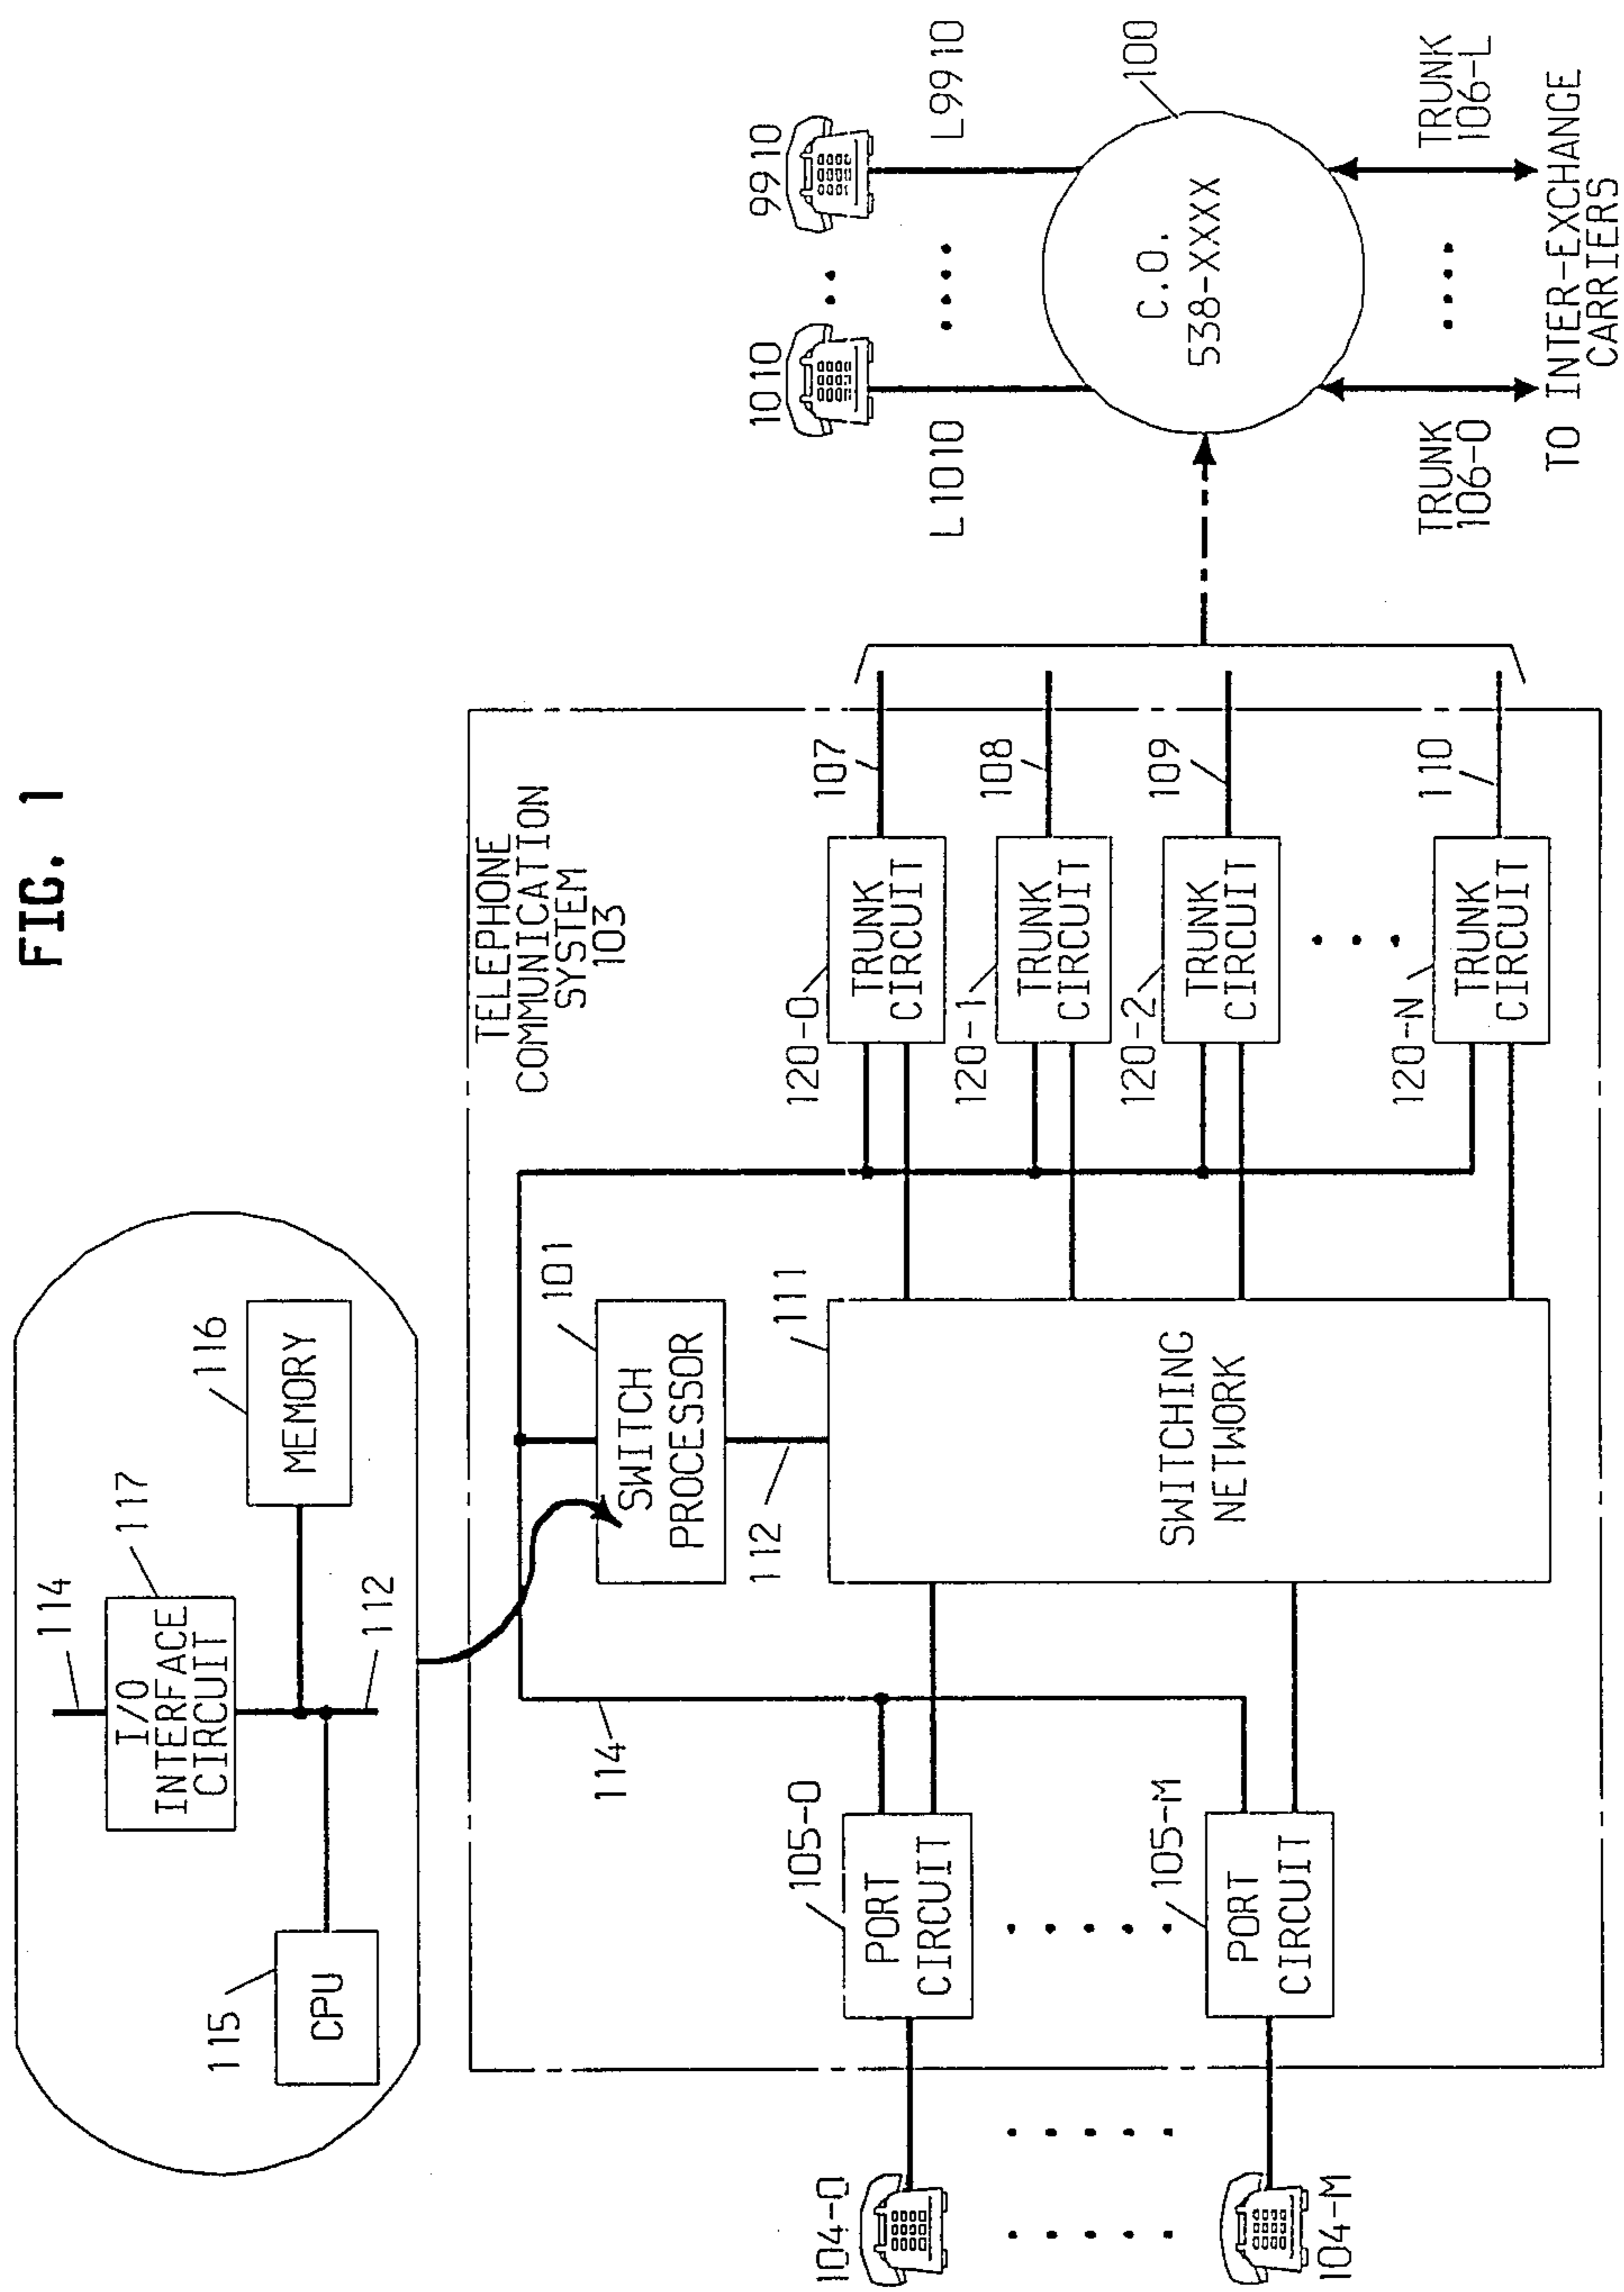 FIG. 1
114
I/O
INTERFACE
CIRCUIT
117
MEMORY
116
115
CPU
112
TELEPHONE
COMMUNICATION
SYSTEM
103
SWITCH
PROCESSOR
101
112
111
SWITCHING
NETWORK
114
105-0
PORT
CIRCUIT
105-M
PORT
CIRCUIT
104-0
104-M
120-0
TRUNK
CIRCUIT
107
120-1
TRUNK
CIRCUIT
108
120-2
TRUNK
CIRCUIT
109
120-N
TRUNK
CIRCUIT
110
1010
9910
L1010
L9910
C.O.
538-XXXX
100
TRUNK
106-0
TRUNK
106-L
TO INTER-EXCHANGE
CARRIERS